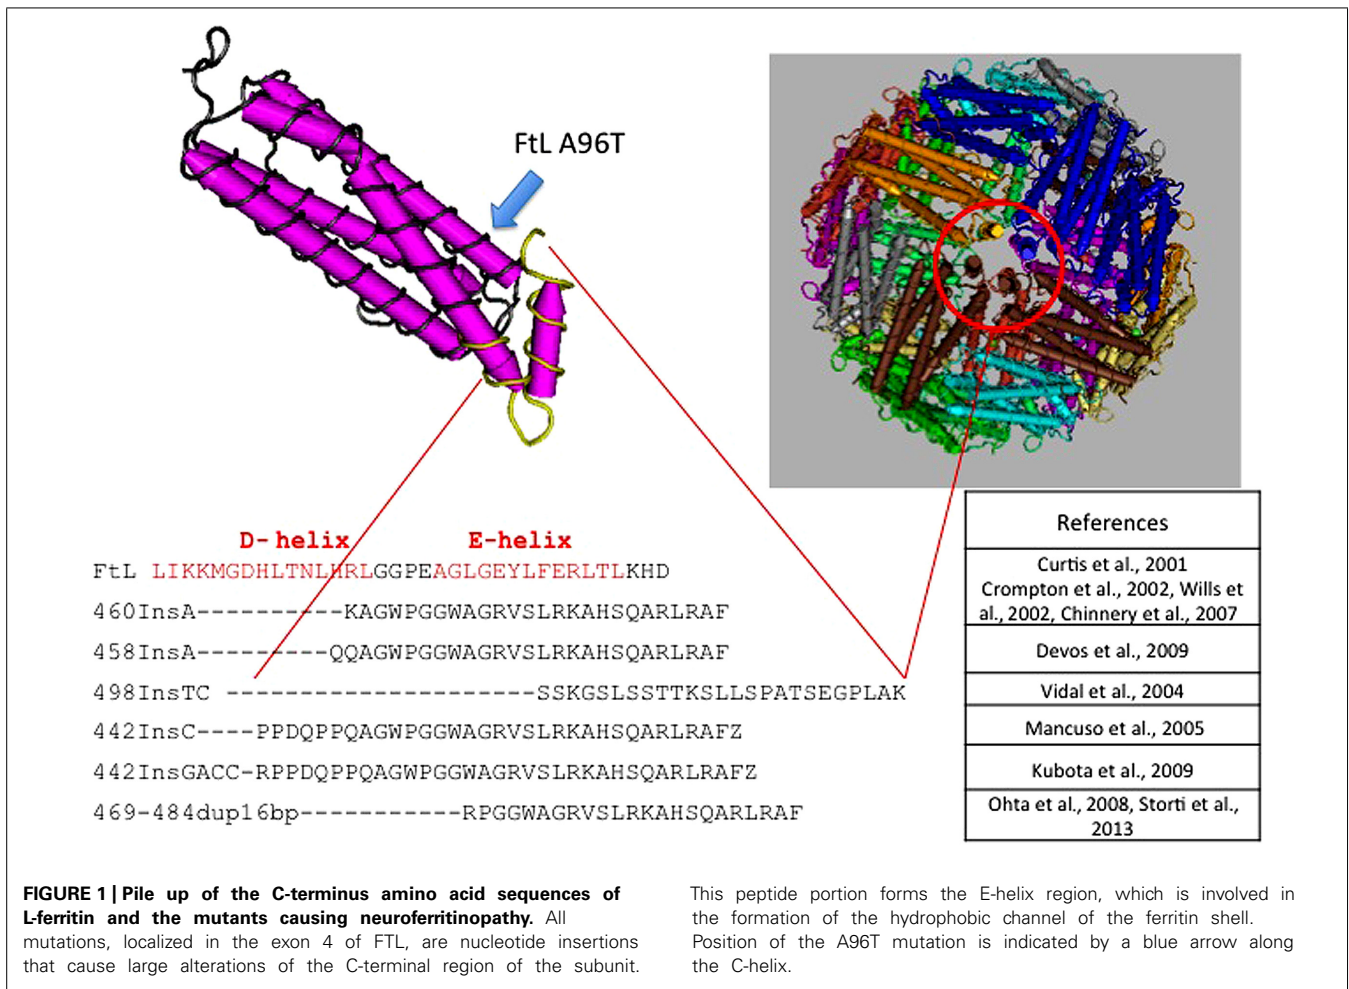 FtL A96T
D- helix E-helix
FtL LIKKMGDHLTNLHRLGGPEAGLGEYLFERLTLKHD
460InsA----------KAGWPGGWAGRVSLRKAHSQARLRAF
458InsA---------QQAGWPGGWAGRVSLRKAHSQARLRAF
498InsTC ---------------------SSKGSLSSTTKSLLSPATSEGPLAK
442InsC----PPDQPPQAGWPGGWAGRVSLRKAHSQARLRAFZ
442InsGACC-RPPDQPPQAGWPGGWAGRVSLRKAHSQARLRAFZ
469-484dup16bp-----------RPGGWAGRVSLRKAHSQARLRAF
References
Curtis et al., 2001
Crompton et al., 2002, Wills et
al., 2002, Chinnery et al., 2007
Devos et al., 2009
Vidal et al., 2004
Mancuso et al., 2005
Kubota et al., 2009
Ohta et al., 2008, Storti et al.,
2013
FIGURE 1 | Pile up of the C-terminus amino acid sequences of
L-ferritin and the mutants causing neuroferritinopathy. All
mutations, localized in the exon 4 of FTL, are nucleotide insertions
that cause large alterations of the C-terminal region of the subunit.
This peptide portion forms the E-helix region, which is involved in
the formation of the hydrophobic channel of the ferritin shell.
Position of the A96T mutation is indicated by a blue arrow along
the C-helix.